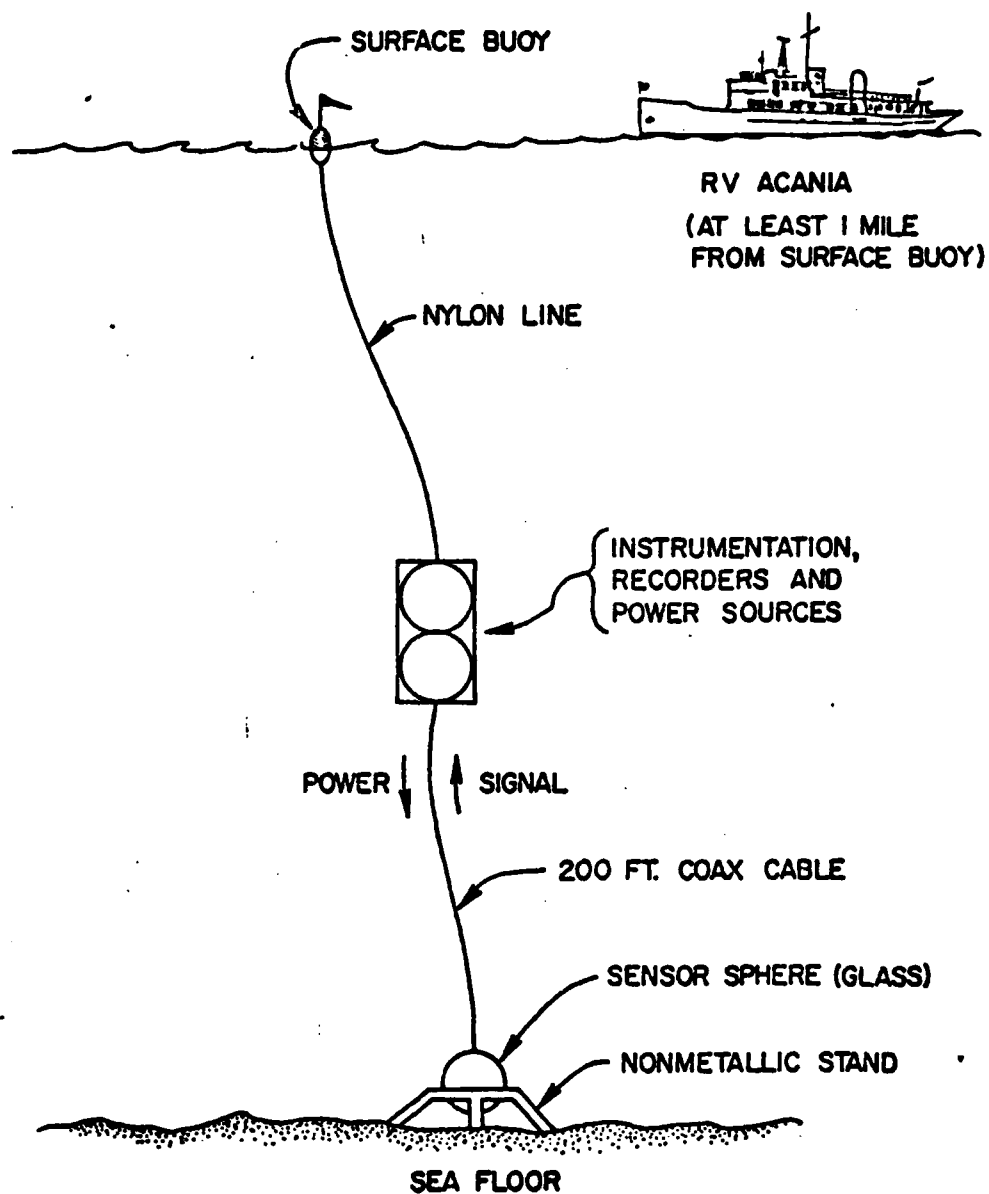 SURFACE BUOY
RV ACANIA
(AT LEAST 1 MILE
FROM SURFACE BUOY)
NYLON LINE
INSTRUMENTATION,
RECORDERS AND
POWER SOURCES
POWER
SIGNAL
200 FT. COAX CABLE
SENSOR SPHERE (GLASS)
NONMETALLIC STAND
SEA FLOOR